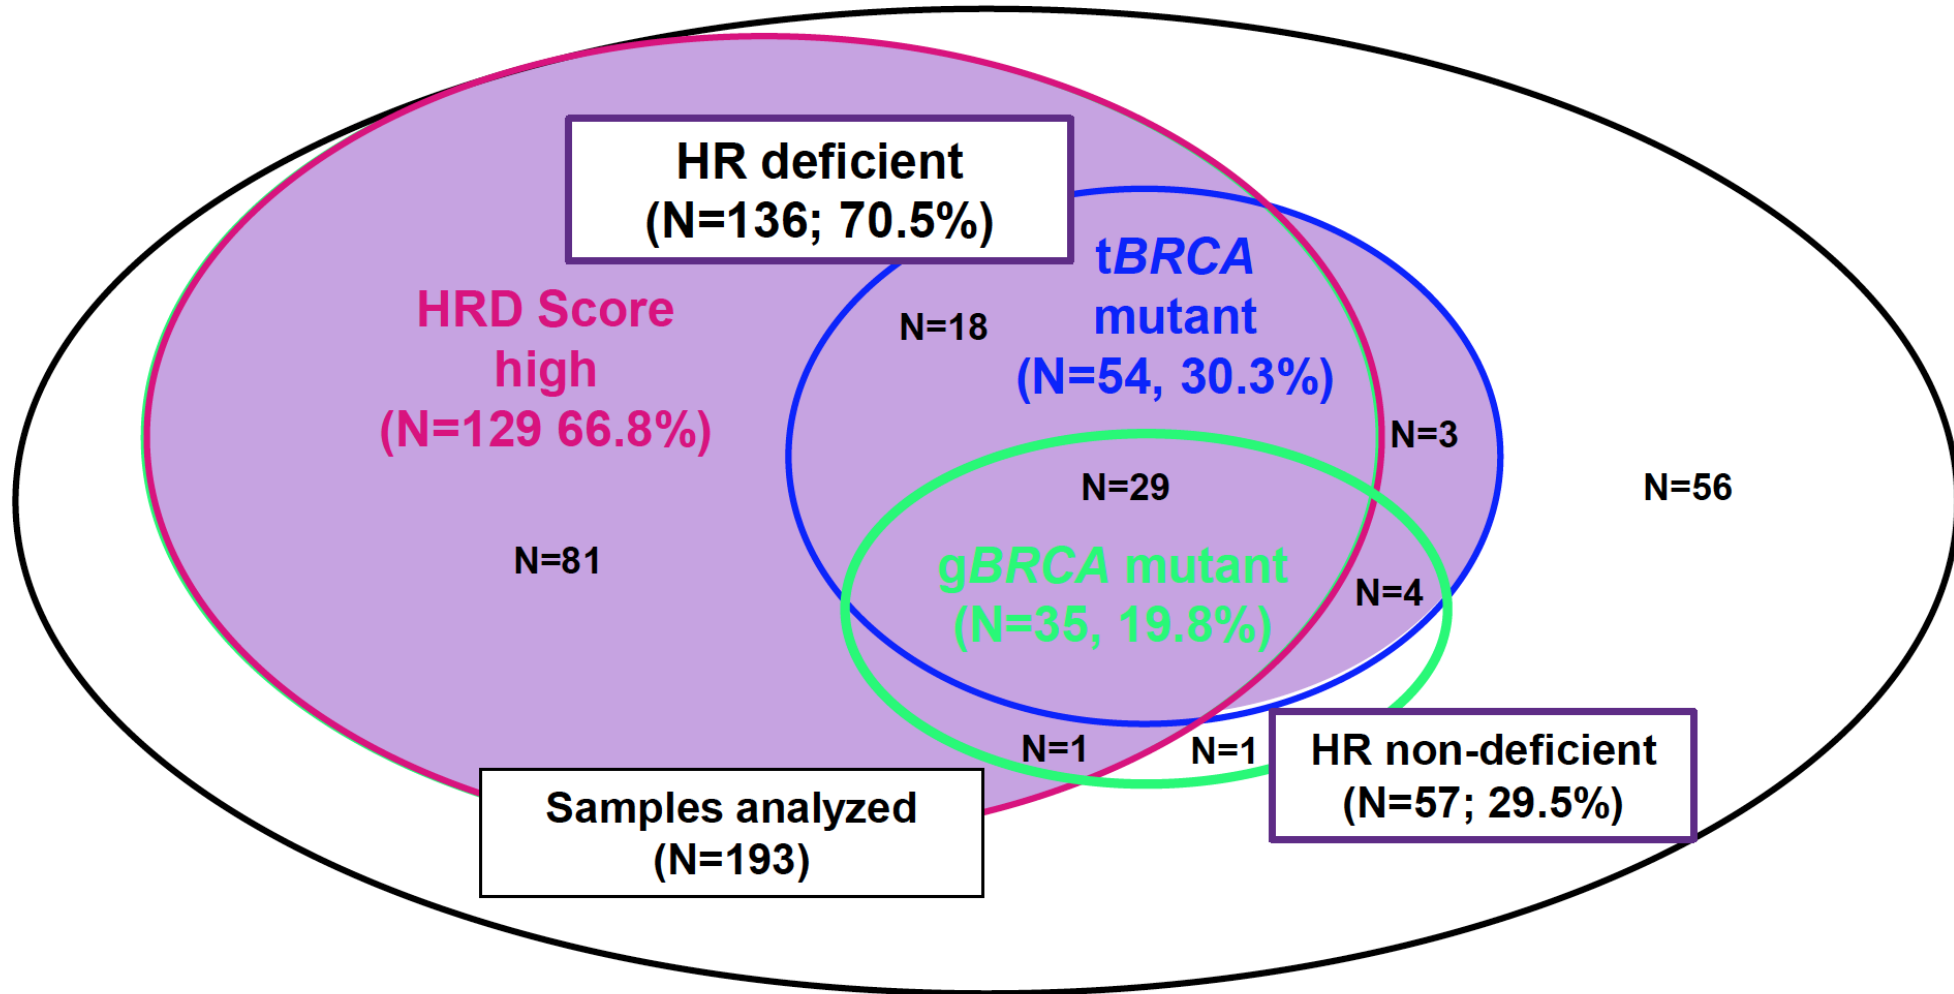 HR deficient
(N=136; 70.5%)
HRD Score
high
(N=129 66.8%)
tBRCA
mutant
(N=54, 30.3%)
N=18
N=3
N=29
N=56
N=81
gBRCA mutant
(N=35, 19.8%)
N=4
N=1
N=1
HR non-deficient
(N=57; 29.5%)
Samples analyzed
(N=193)